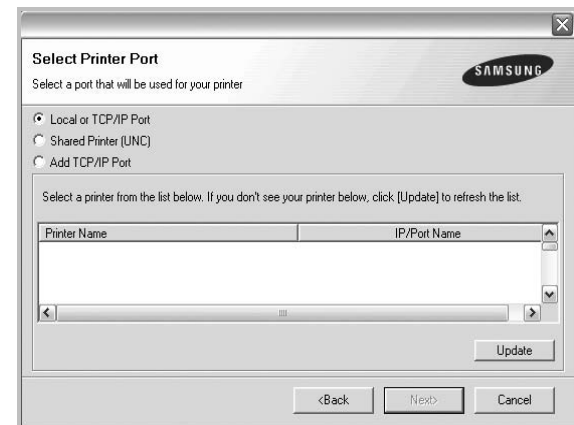 Select Printer Port
Select a port that will be used for your printer
SAMSUNG
Local or TCP/IP Port
Shared Printer (UNC)
Add TCP/IP Port
Select a printer from the list below. If you don't see your printer below, click [Update] to refresh the list.
Printer Name IP/Port Name
Update
<Back Next> Cancel